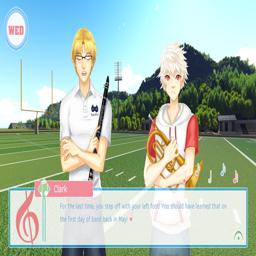 WED
Clark
For the last time, you step off with your left foot! You should have learned that on
the first day of band back in May!